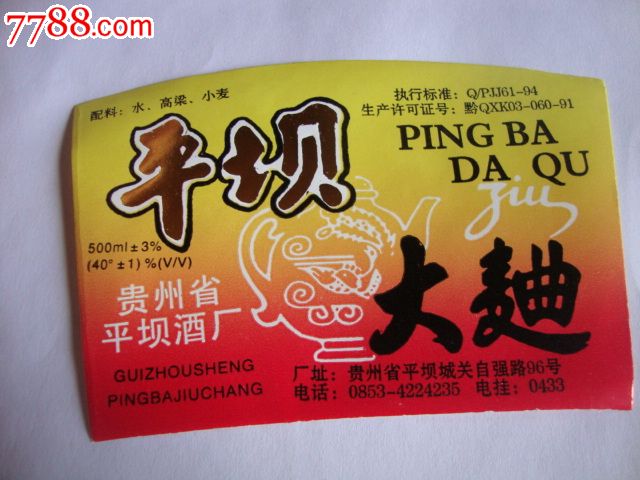 7788.com
配料：水、高梁、小麦
执行标准：Q/PJJ61-94
生产许可证号：黔QXK03-060-91
平坝
PING BA
DA QU
jiu
500ml±3%
(40°±1)%(V/V)
大麯
贵州省
平坝酒厂
GUIZHOUSHENG
PINGBAJIUCHANG
厂址：贵州省平坝城关自强路96号
电话：0853-4224235 电挂：0433